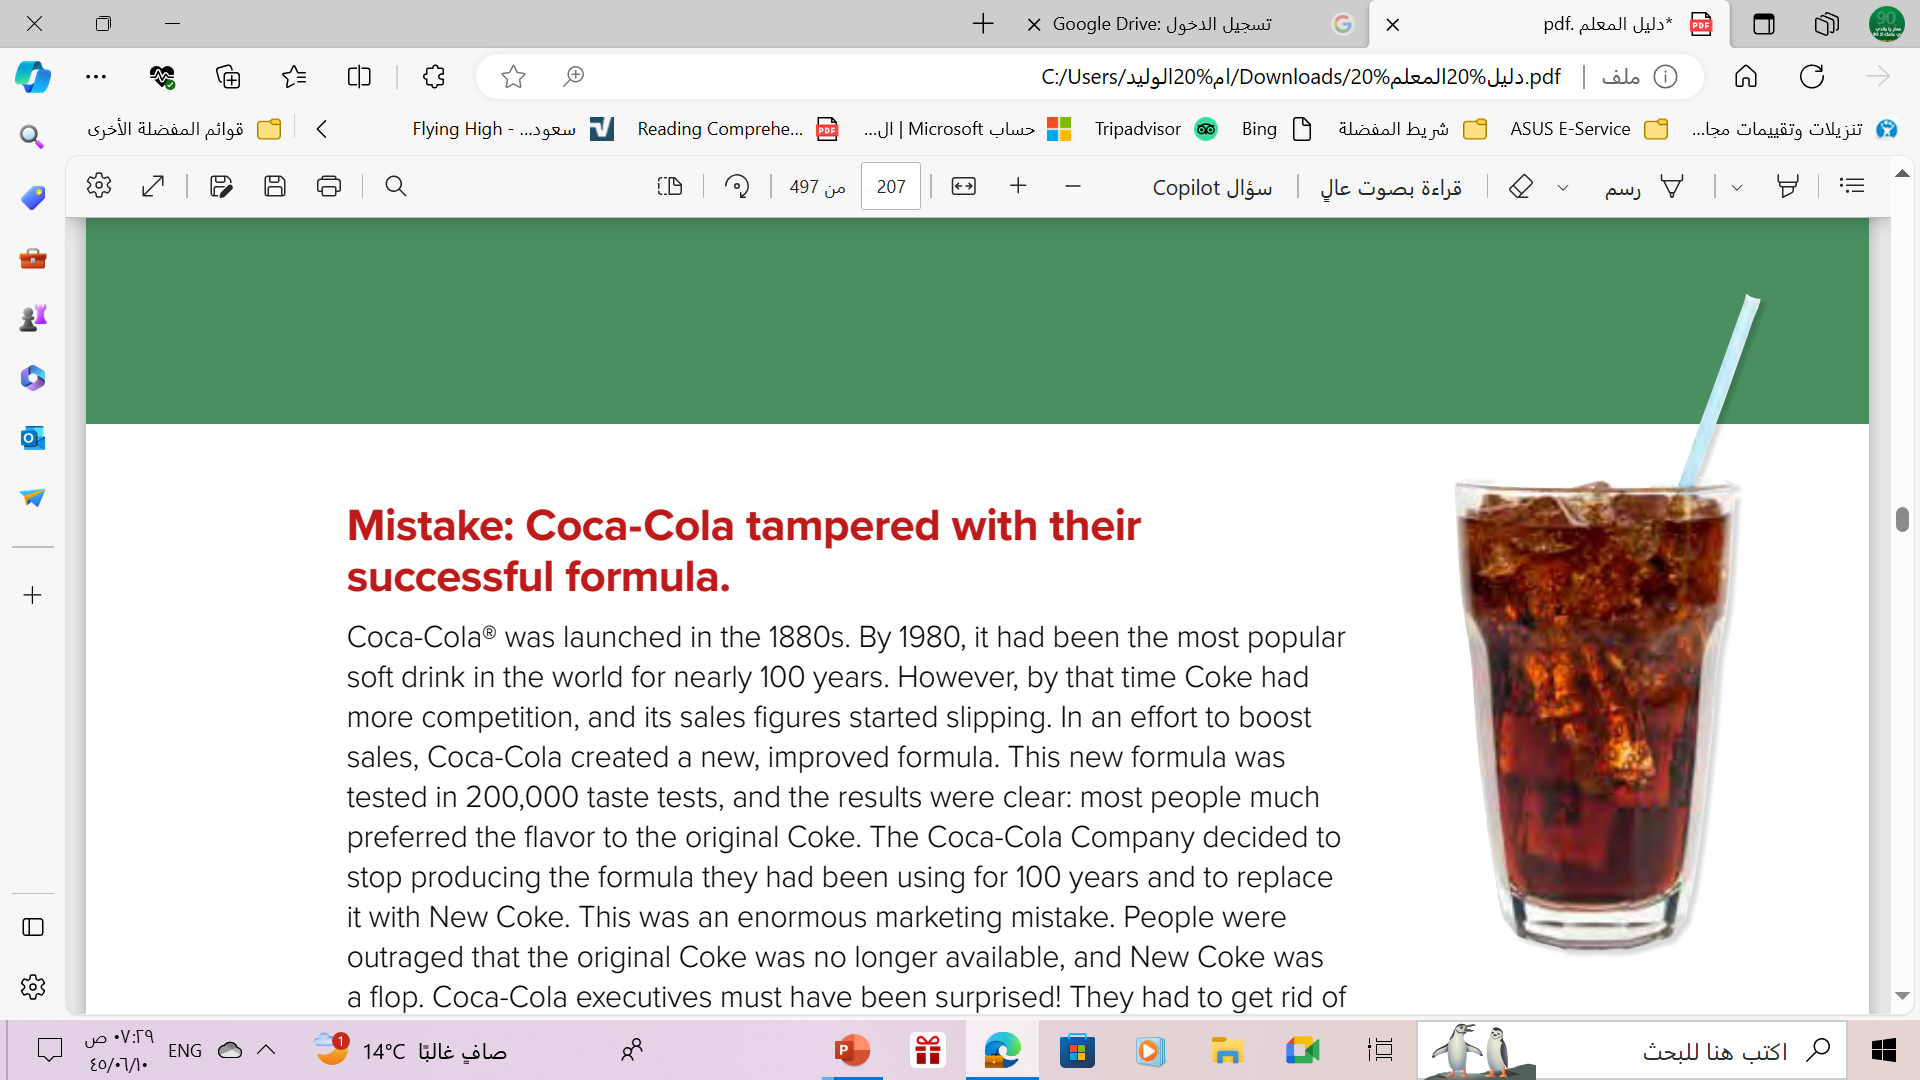 *دليل المعلم .pdf
تسجيل الدخول :Google Drive
C:/Users/ام%20الوليد/Downloads/دليل%20المعلم%20.pdf
ملف
تنزيلات وتقييمات مجا...
ASUS E-Service
شريط المفضلة
Bing
Tripadvisor
حساب Microsoft | ال...
Reading Comprehe...
Flying High - سعود...
قوائم المفضلة الأخرى
رسم
قراءة بصوت عالٍ
سؤال Copilot
207
من 497
Mistake: Coca-Cola tampered with their
successful formula.
Coca-Cola® was launched in the 1880s. By 1980, it had been the most popular
soft drink in the world for nearly 100 years. However, by that time Coke had
more competition, and its sales figures started slipping. In an effort to boost
sales, Coca-Cola created a new, improved formula. This new formula was
tested in 200,000 taste tests, and the results were clear: most people much
preferred the flavor to the original Coke. The Coca-Cola Company decided to
stop producing the formula they had been using for 100 years and to replace
it with New Coke. This was an enormous marketing mistake. People were
outraged that the original Coke was no longer available, and New Coke was
a flop. Coca-Cola executives must have been surprised! They had to get rid of
اكتب هنا للبحث
صافٍ غالبًا
14°C
1
ENG
٠٧:٢٩ ص
٤٥/٠٦/١٠